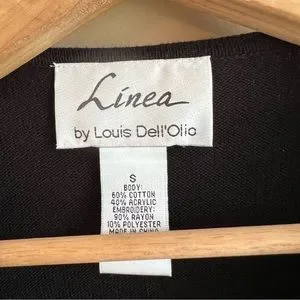 Linea
by Louis Dell'Olio
S
BODY:
60% COTTON
40% ACRYLIC
EMBROIDERY:
90% RAYON
10% POLYESTER
MADE IN CHINA